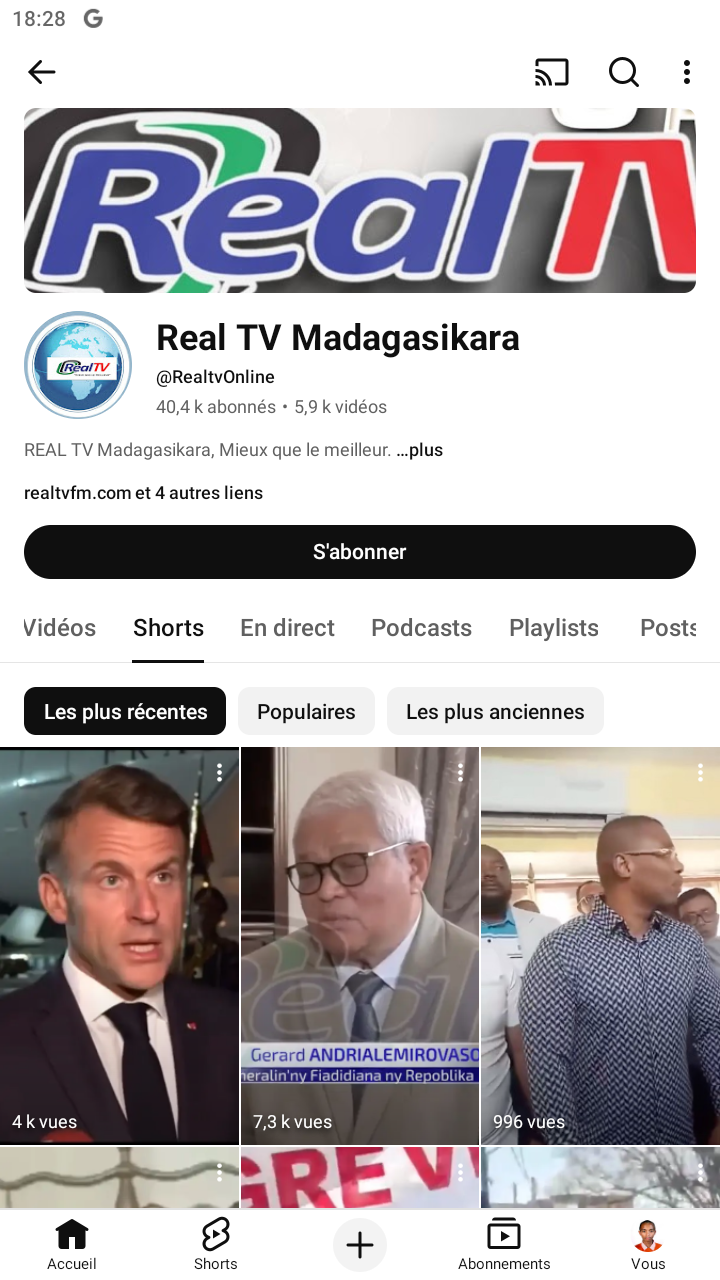 18:28
RealTV
RealTV
Real TV Madagasikara
@RealtvOnline
40,4 k abonnés • 5,9 k vidéos
REAL TV Madagasikara, Mieux que le meilleur. ...plus
realtvfm.com et 4 autres liens
S'abonner
Vidéos Shorts En direct Podcasts Playlists Posts
Les plus récentes Populaires Les plus anciennes
Real
Gerard ANDRIALEMIROVASO
neralin'ny Fiadidiana ny Repoblika
4 k vues 7,3 k vues 996 vues
GREV
Accueil Shorts Abonnements Vous